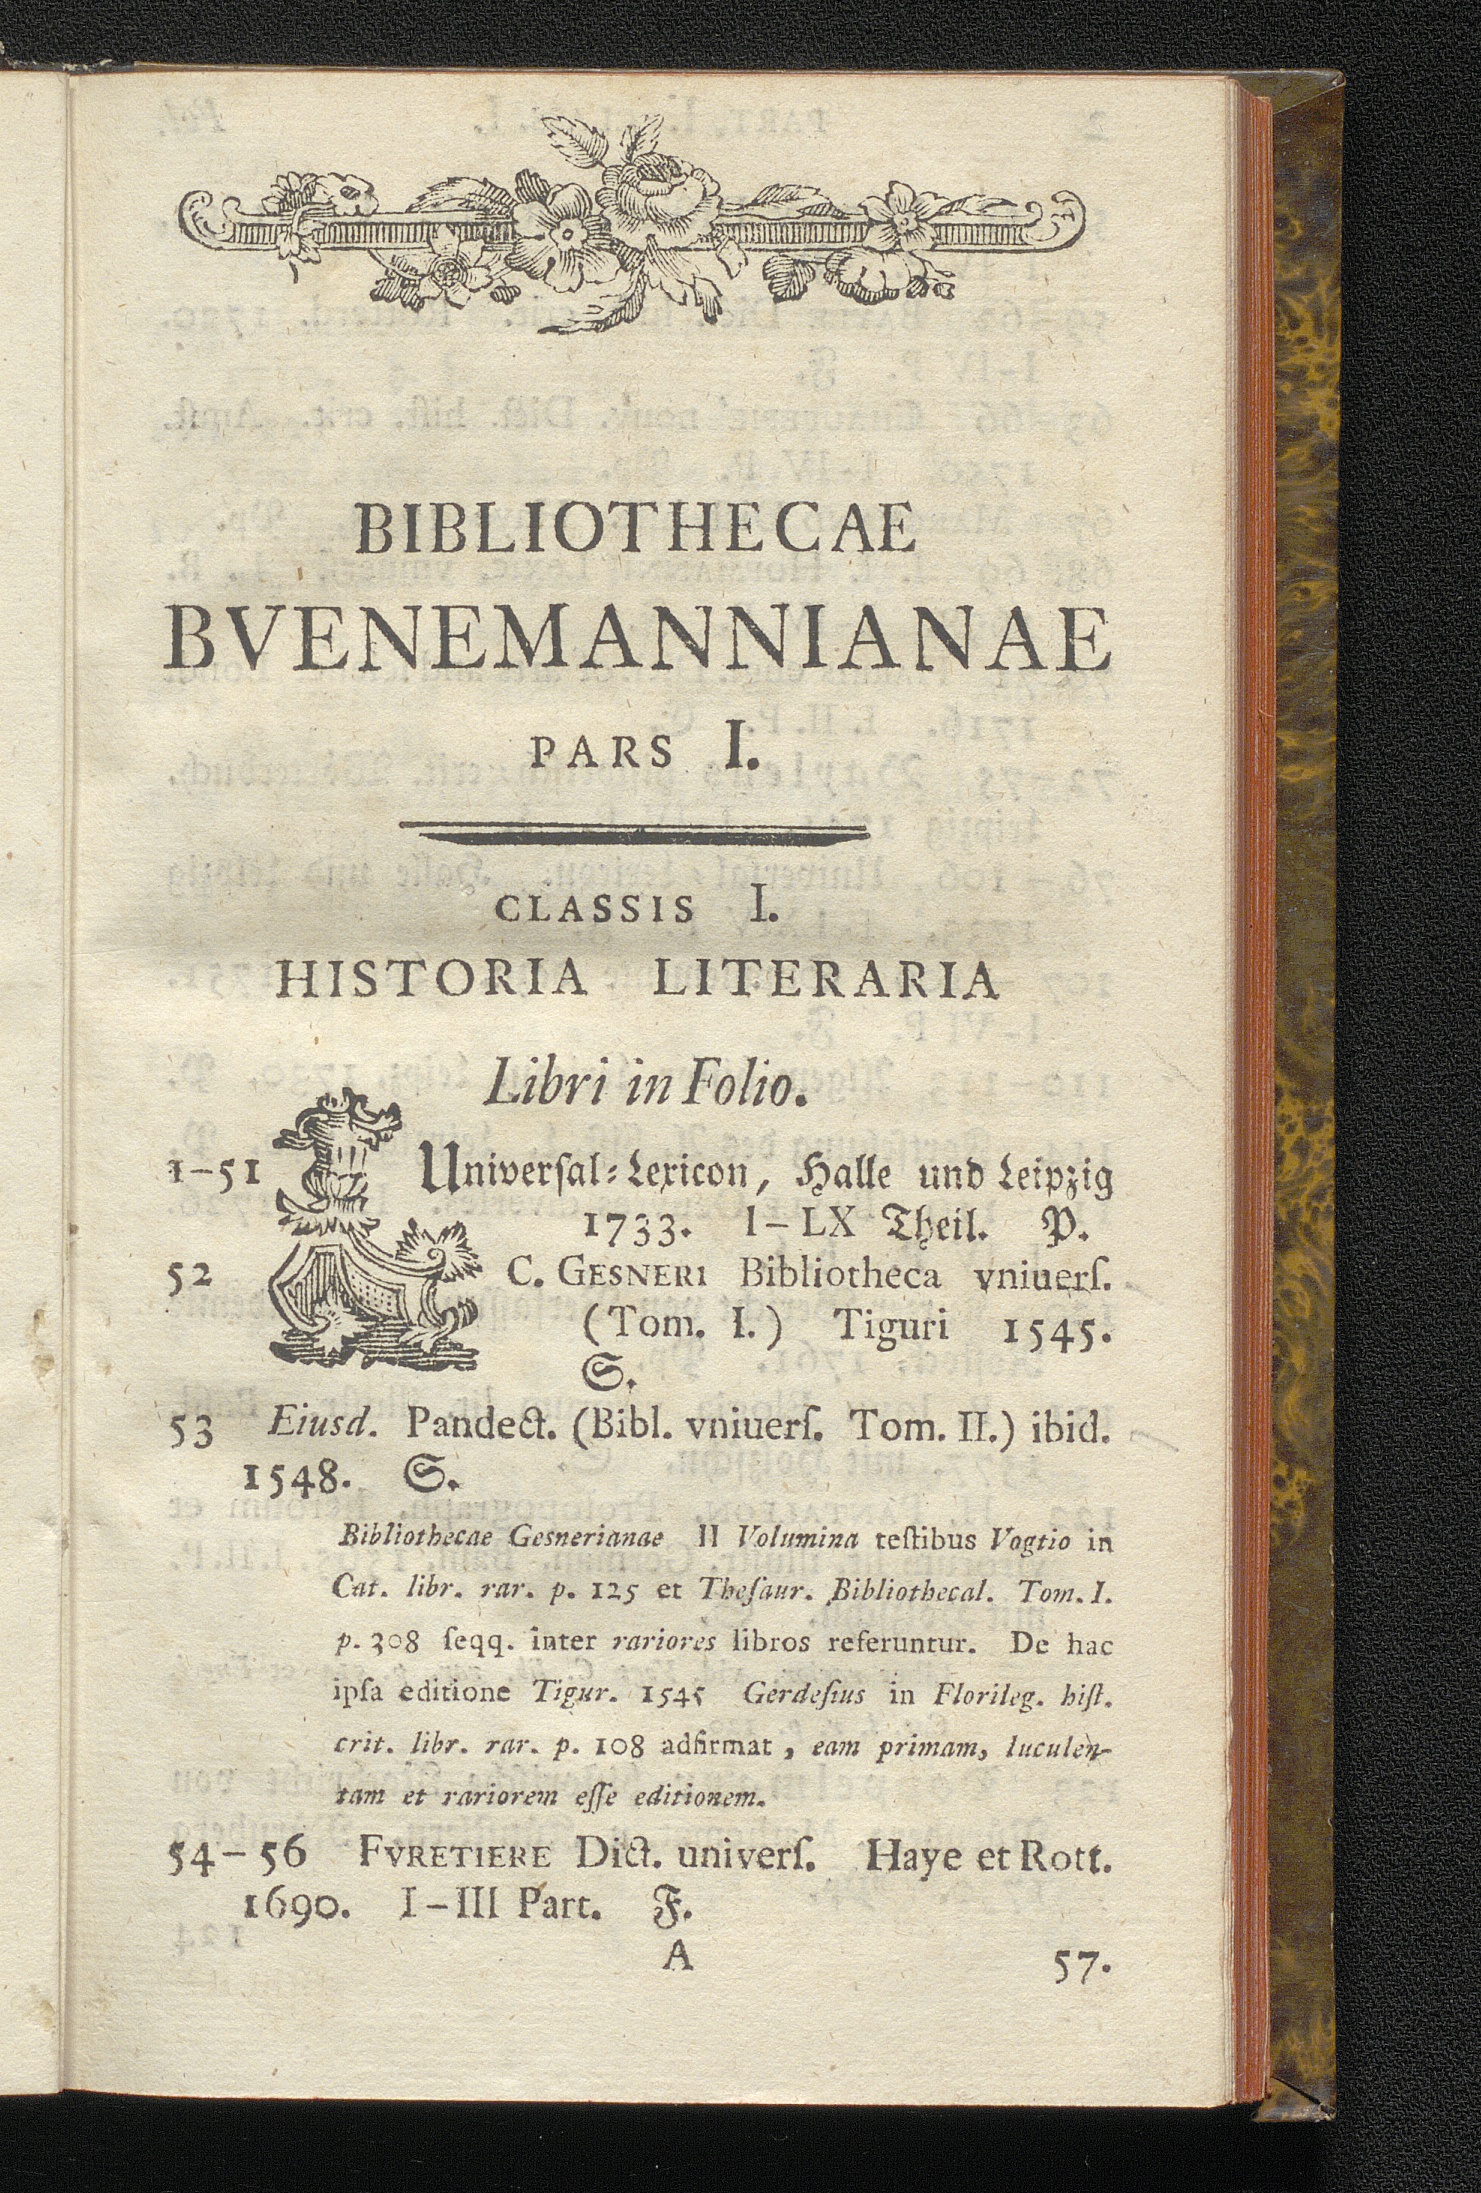 BIBLIOTHECAE
BVENEMANNIANAE
PARS I.
CLASSIS I.
HISTORIA LITERARIA
Libri in Folio.
1–51 Universal-Lexicon, Halle und Leipzig
1733. I–LX Theil. P.
52 C. GESNERI Bibliotheca vniuerſ.
(Tom. I.) Tiguri 1545.
S.
53 Eiusd. Pandect. (Bibl. vniuerſ. Tom. II.) ibid.
1548. S.
Bibliothecae Gesnerianae II Volumina teſtibus Vogtio in
Cat. libr. rar. p. 125 et Theſaur. Bibliothecal. Tom. I.
p. 308 ſeqq. inter rariores libros referuntur. De hac
ipſa editione Tigur. 1545 Gerdeſius in Florileg. hiſt.
crit. libr. rar. p. 108 adfirmat, eam primam, luculen-
tam et rariorem eſſe editionem.
54–56 FVRETIERE Dict. univerſ. Haye et Rott.
1690. I–III Part. F.
A 57.